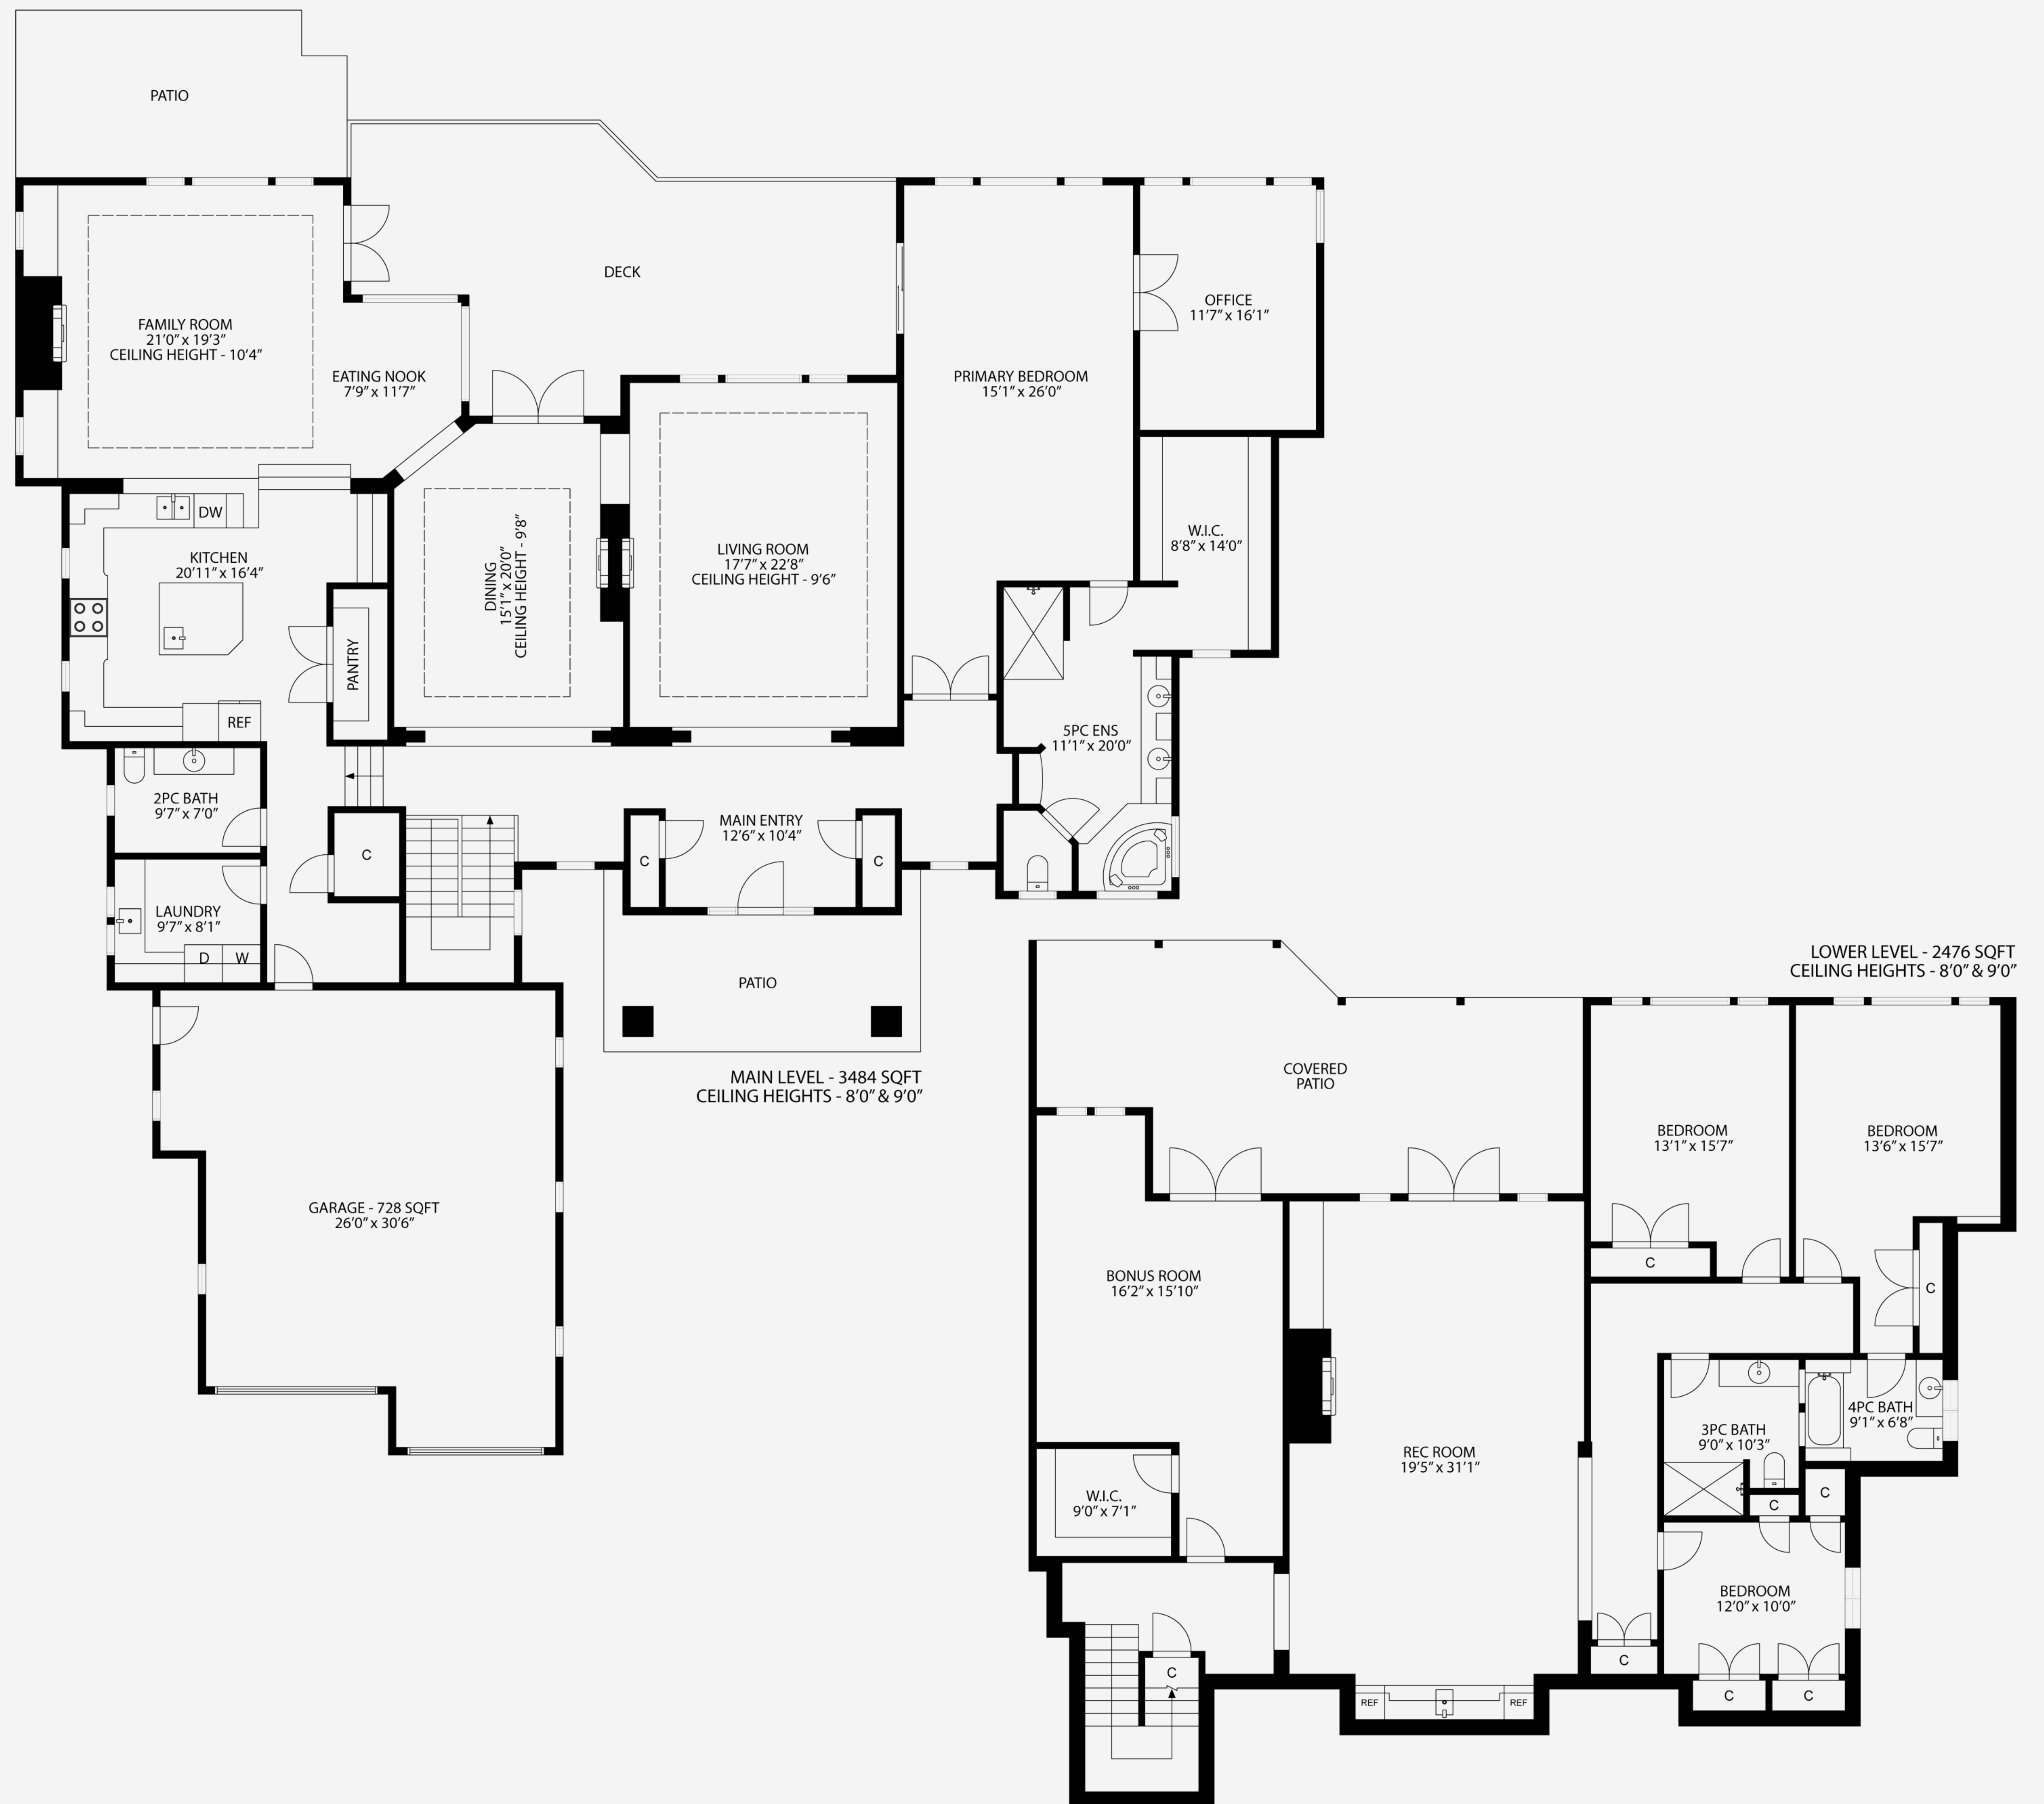 PATIO
DECK
FAMILY ROOM
21'0" x 19'3"
CEILING HEIGHT - 10'4"
EATING NOOK
7'9" x 11'7"
OFFICE
11'7" x 16'1"
PRIMARY BEDROOM
15'1" x 26'0"
DW
KITCHEN
20'11" x 16'4"
DINING
15'1" x 20'0"
CEILING HEIGHT - 9'8"
LIVING ROOM
17'7" x 22'8"
CEILING HEIGHT - 9'6"
W.I.C.
8'8" x 14'0"
PANTRY
REF
5PC ENS
11'1" x 20'0"
2PC BATH
9'7" x 7'0"
MAIN ENTRY
12'6" x 10'4"
C
C
C
LAUNDRY
9'7" x 8'1"
D
W
PATIO
MAIN LEVEL - 3484 SQFT
CEILING HEIGHTS - 8'0" & 9'0"
GARAGE - 728 SQFT
26'0" x 30'6"
LOWER LEVEL - 2476 SQFT
CEILING HEIGHTS - 8'0" & 9'0"
COVERED
PATIO
BEDROOM
13'1" x 15'7"
BEDROOM
13'6" x 15'7"
C
C
BONUS ROOM
16'2" x 15'10"
REC ROOM
19'5" x 31'1"
3PC BATH
9'0" x 10'3"
4PC BATH
9'1" x 6'8"
W.I.C.
9'0" x 7'1"
C
C
BEDROOM
12'0" x 10'0"
C
C
C
C
REF
REF